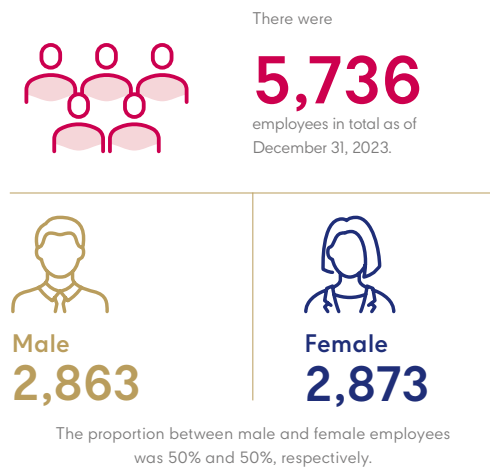 There were
5,736
employees in total as of
December 31, 2023.
Male
2,863
Female
2,873
The proportion between male and female employees
was 50% and 50%, respectively.